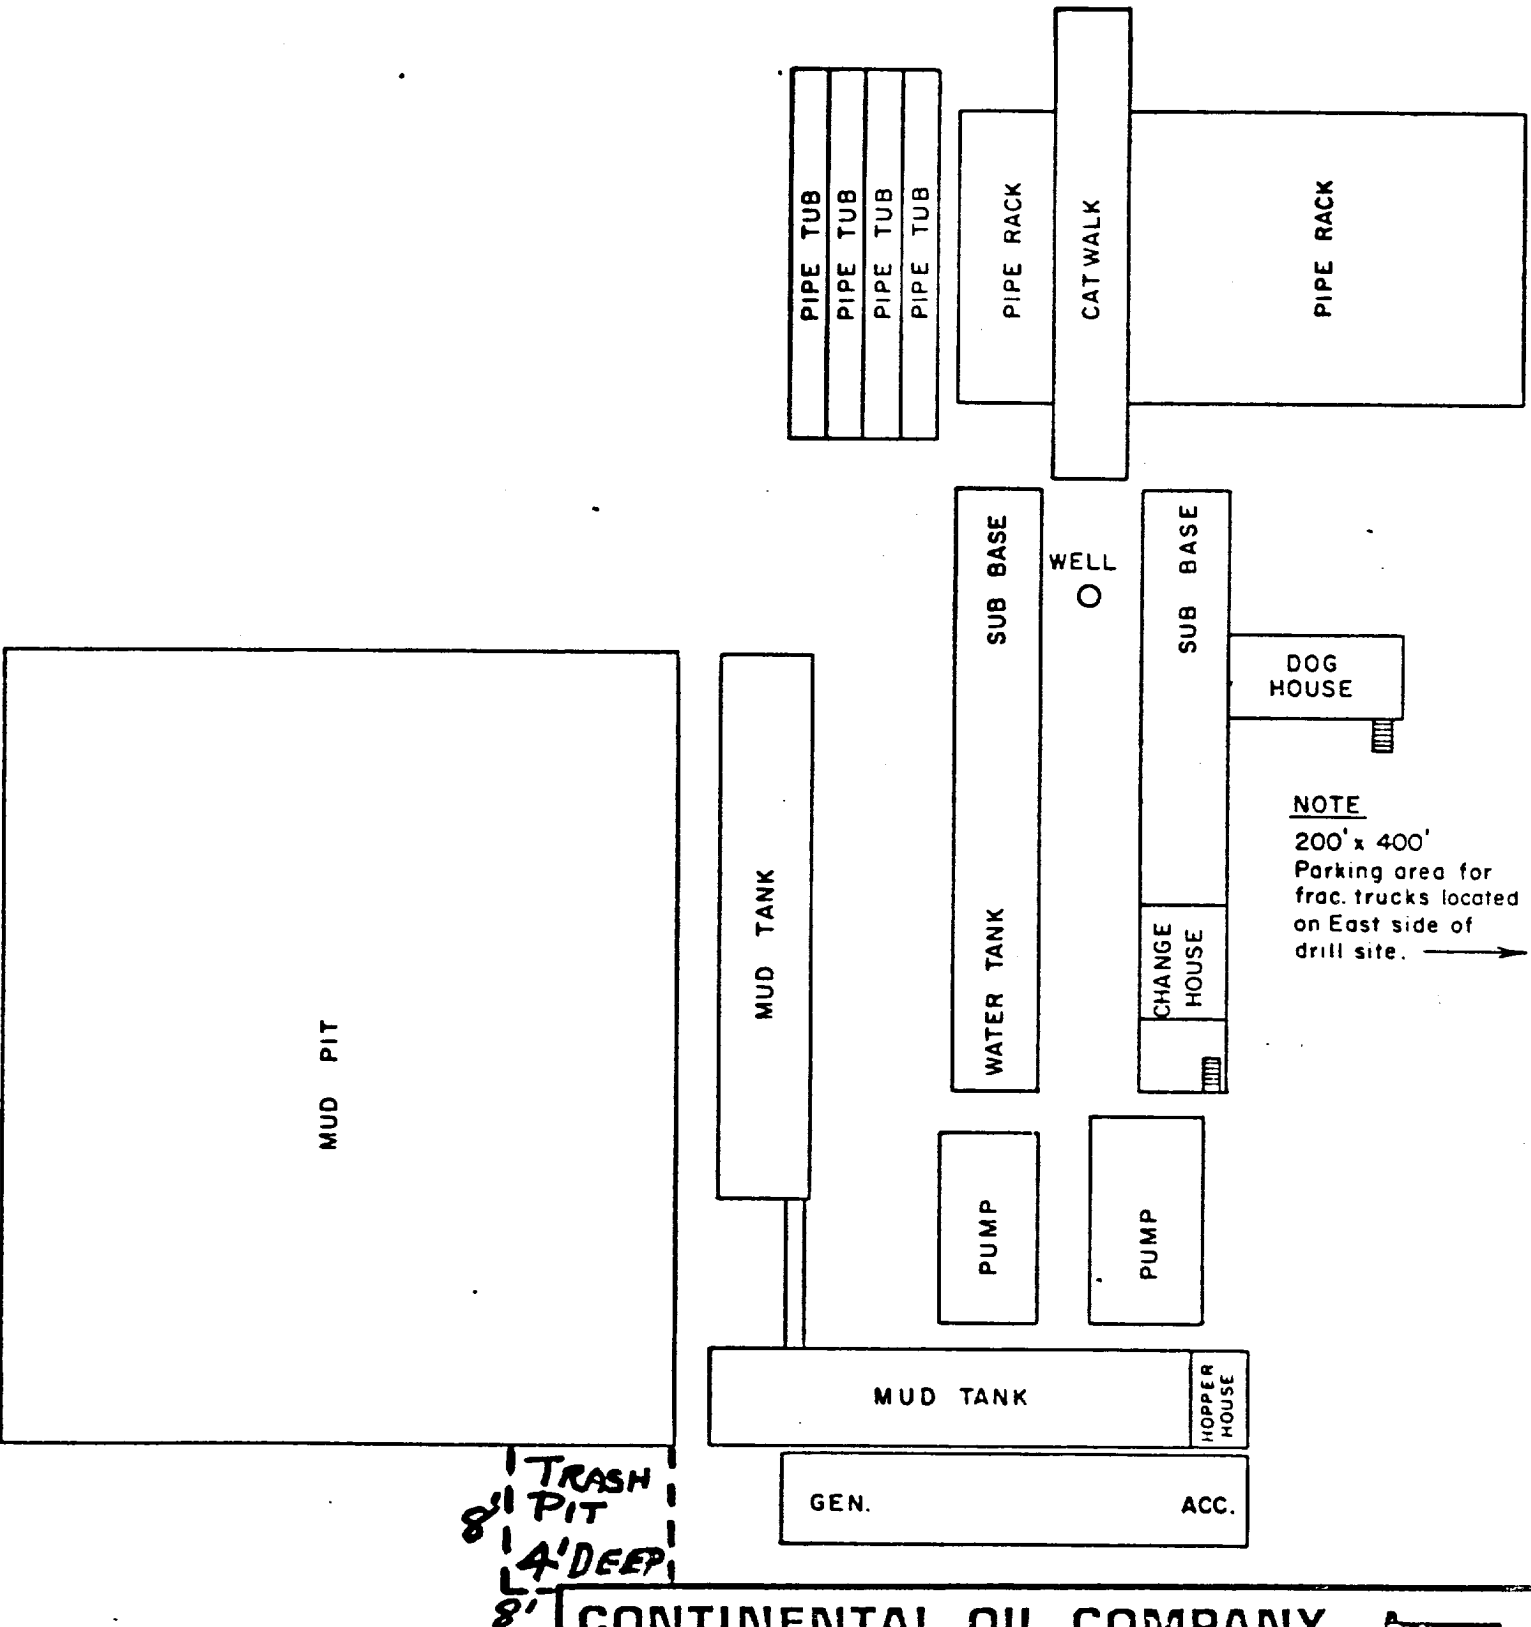 PIPE TUB
PIPE TUB
PIPE TUB
PIPE TUB
PIPE RACK
CATWALK
PIPE RACK
SUB BASE
WELL
SUB BASE
DOG
HOUSE
NOTE
200' x 400'
Parking area for
frac. trucks located
on East side of
drill site.
MUD TANK
WATER TANK
CHANGE
HOUSE
MUD PIT
PUMP
PUMP
MUD TANK
HOPPER
HOUSE
TRASH
PIT
8'
4' DEEP
8'
GEN.
ACC.
CONTINENTAL OIL COMPANY